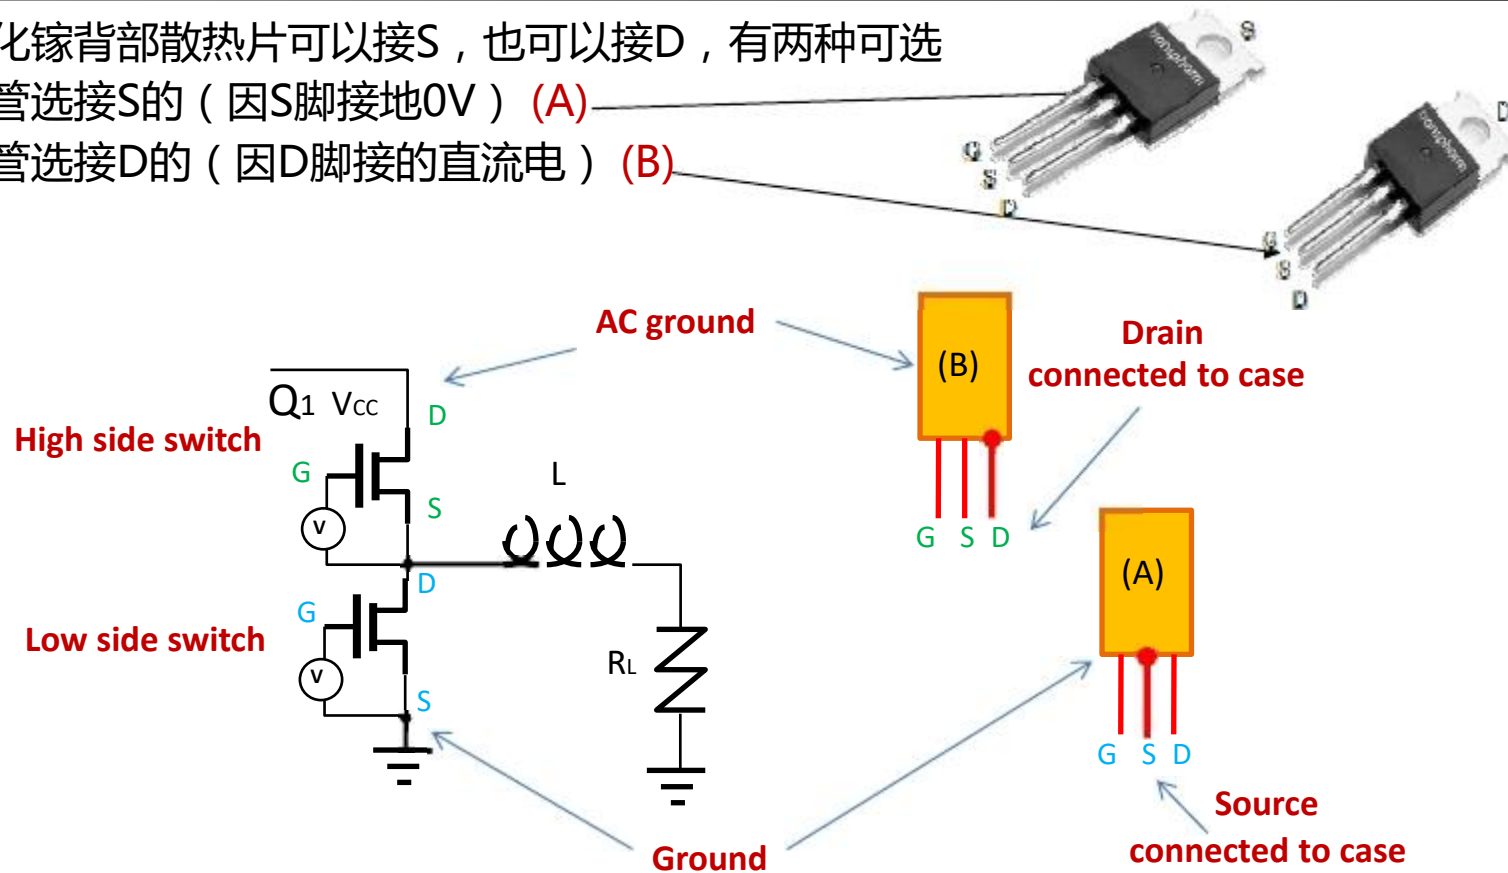 化镓背部散热片可以接S，也可以接D，有两种可选
管选接S的（因S脚接地0V）(A)
管选接D的（因D脚接的直流电）(B)
S
transphorm
G
S
D
D
transphorm
G
S
D
AC ground
Drain
connected to case
(B)
Q1 VCC
D
High side switch
G
S
L
V
G S D
D
(A)
G
Low side switch
RL
V
S
G S D
Source
connected to case
Ground